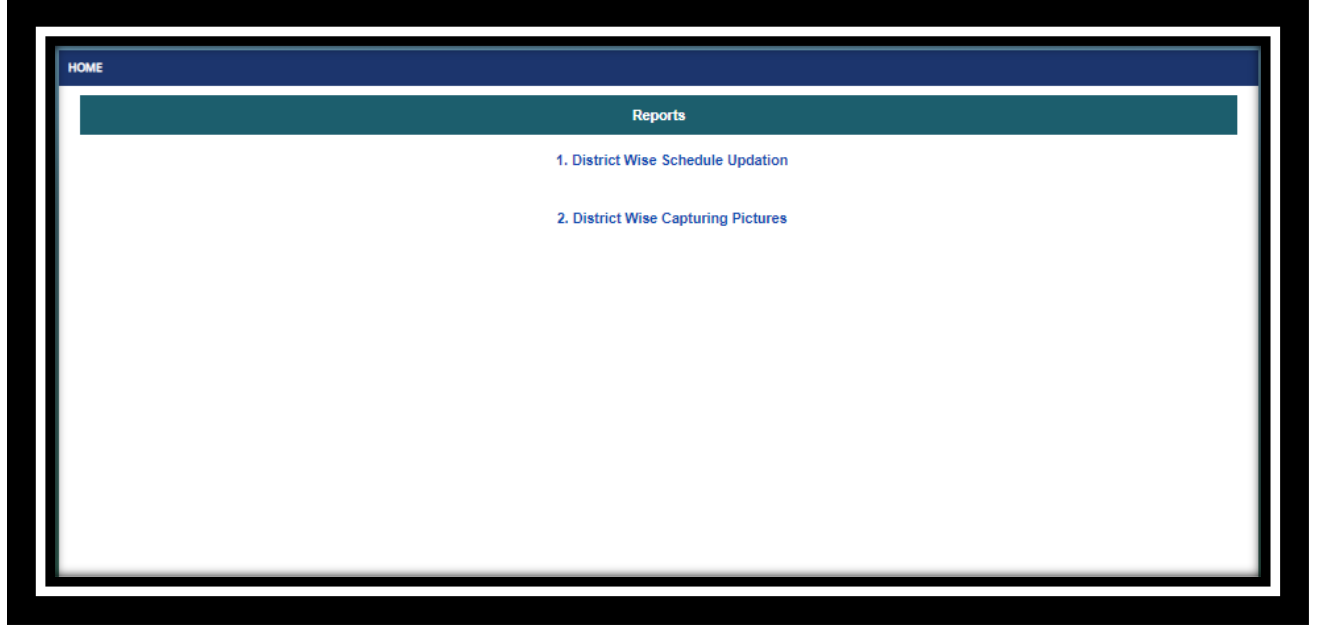 HOME
Reports
1. District Wise Schedule Updation
2. District Wise Capturing Pictures